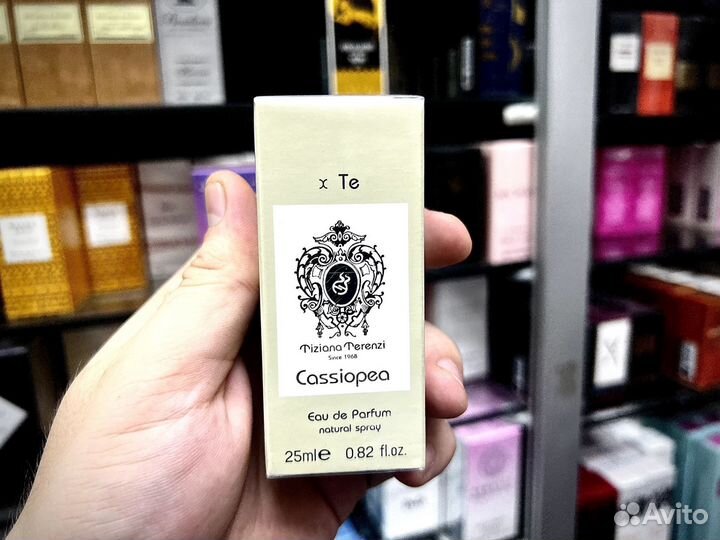 x Te
Tiziana Terenzi
Since 1968
Cassiopea
Eau de Parfum
natural spray
25ml℮ 0.82 fl.oz.
Avito